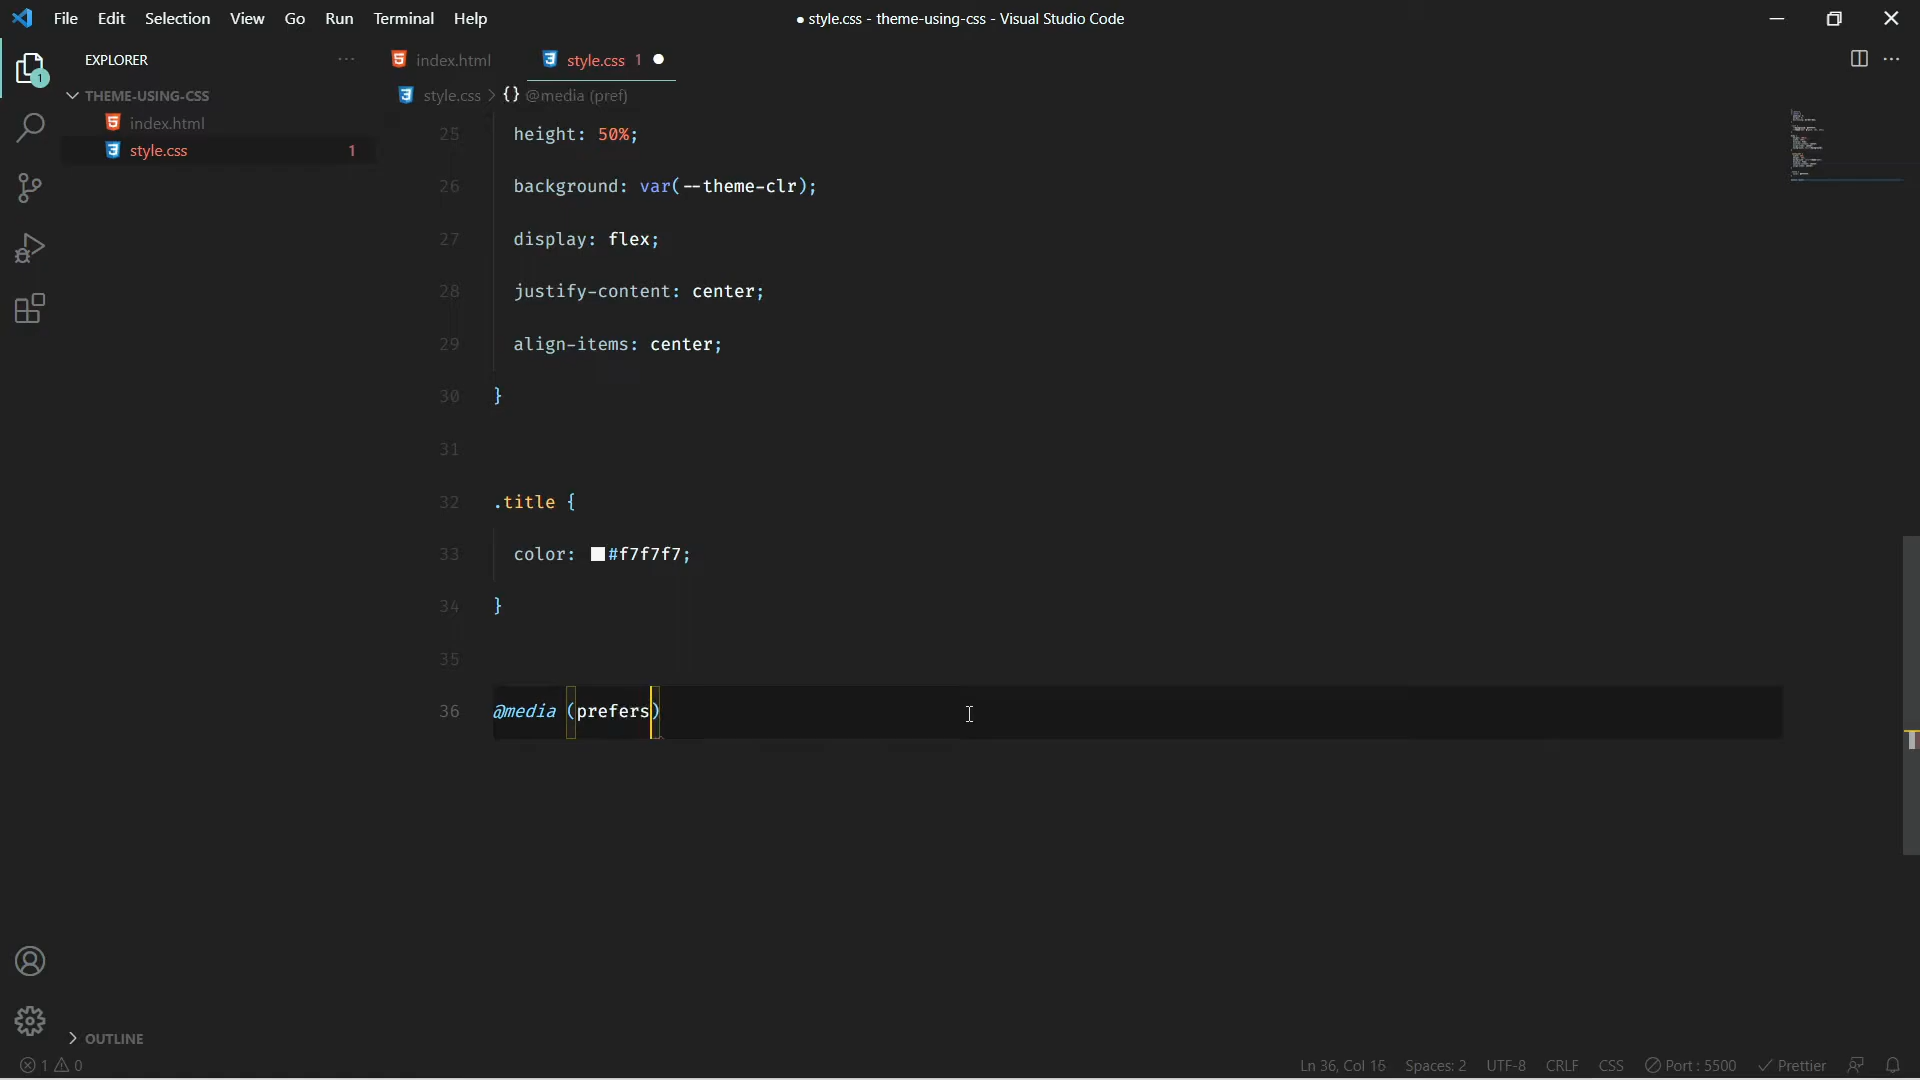 File Edit Selection View Go Run Terminal Help
● style.css - theme-using-css - Visual Studio Code
EXPLORER ···
index.html
style.css 1 ●
THEME-USING-CSS
style.css > {} @media (pref)
index.html
1
style.css 1
25 height: 50%;
26 background: var(--theme-clr);
27 display: flex;
28 justify-content: center;
29 align-items: center;
30 }
31
32 .title {
33 color: #f7f7f7;
34 }
35
36 @media (prefers)
OUTLINE
1 0
Ln 36, Col 15 Spaces: 2 UTF-8 CRLF CSS Port : 5500 Prettier